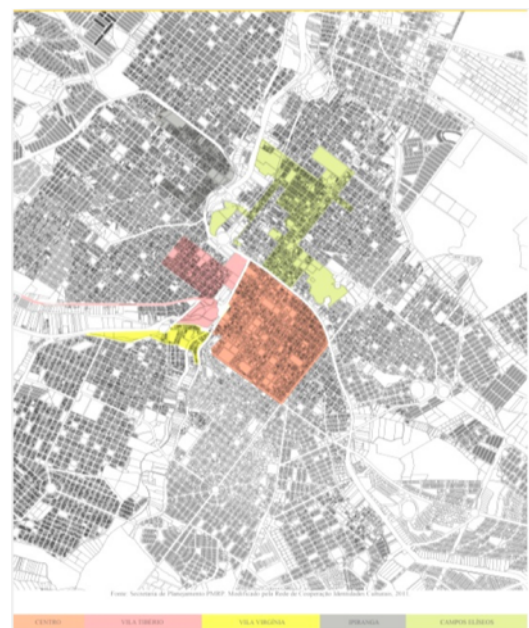 Fonte: Secretaria de Planejamento-PMRP. Modificado pela Rede de Cooperação Identidades Culturais, 2011.
CENTRO VILA TIBÉRIO VILA VIRGÍNIA IPIRANGA CAMPOS ELÍSEOS